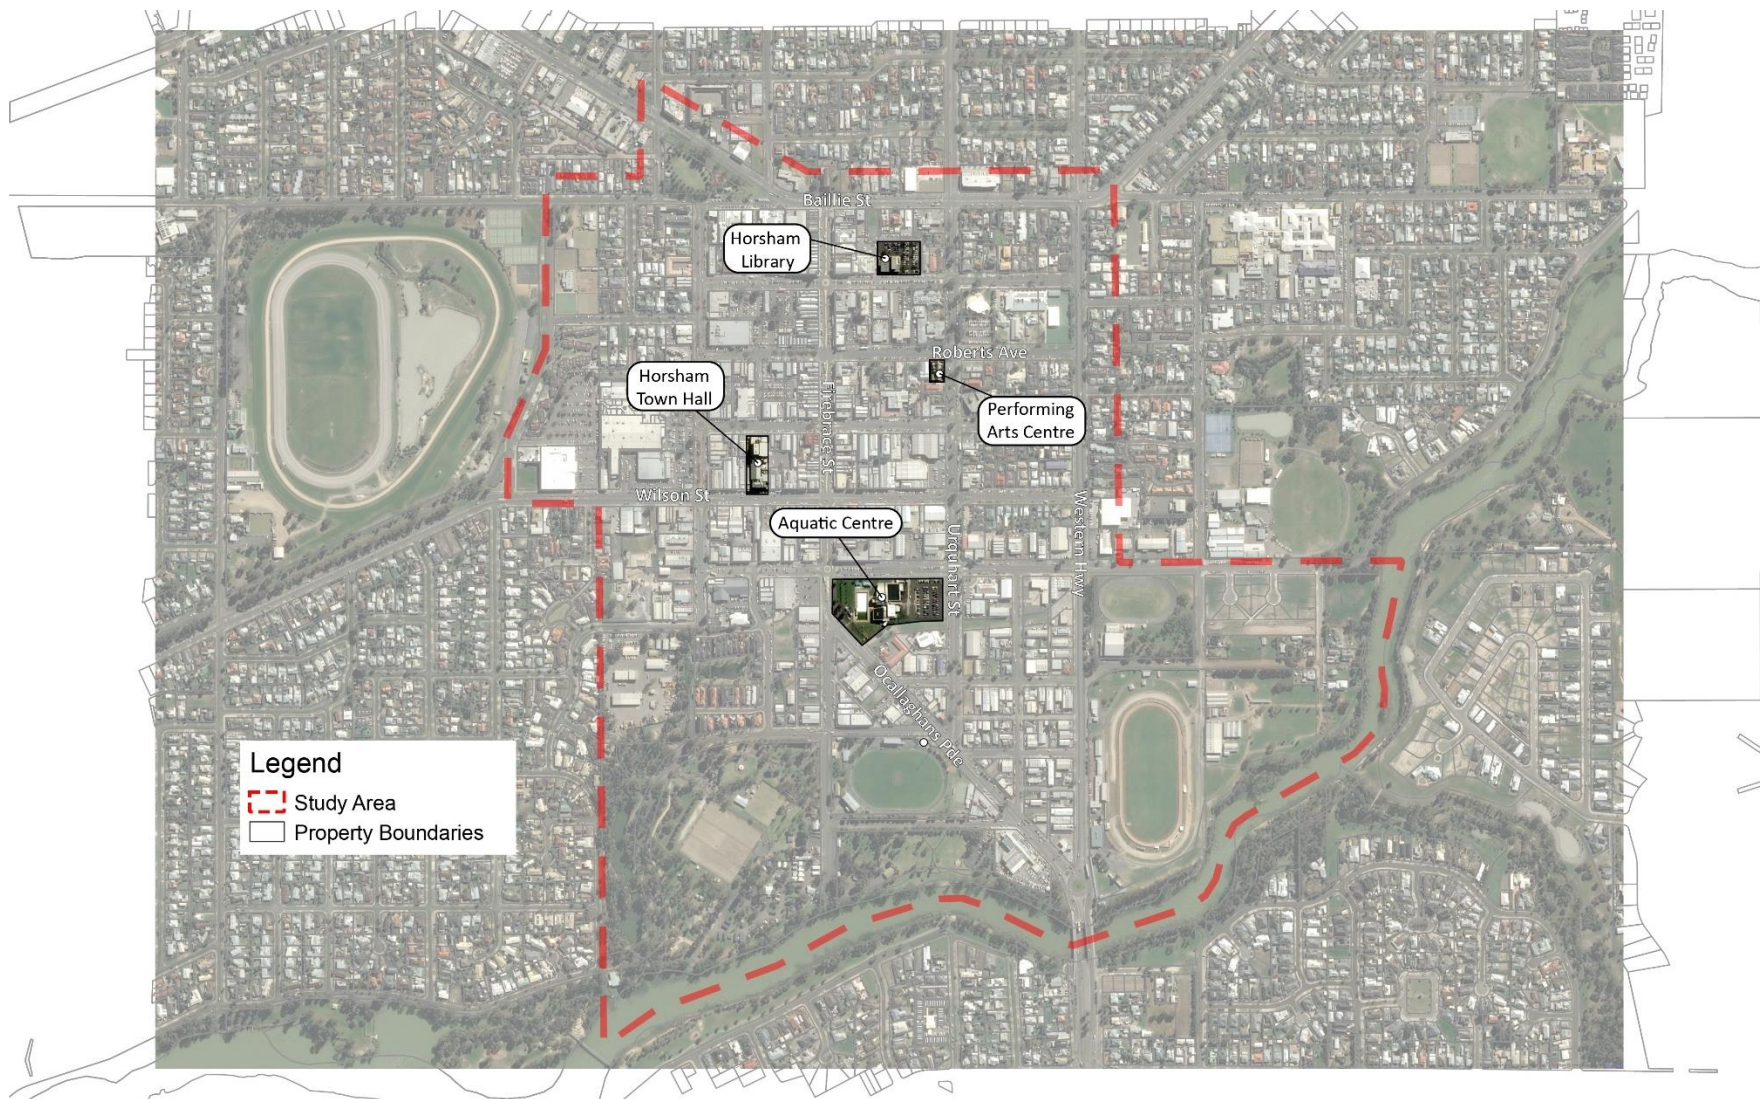 Baillie St
Horsham
Library
Roberts Ave
Horsham
Town Hall
Firebrace St
Performing
Arts Centre
Wilson St
Western Hwy
Aquatic Centre
Urquhart St
Ocallaghans Pde
Legend
Study Area
Property Boundaries